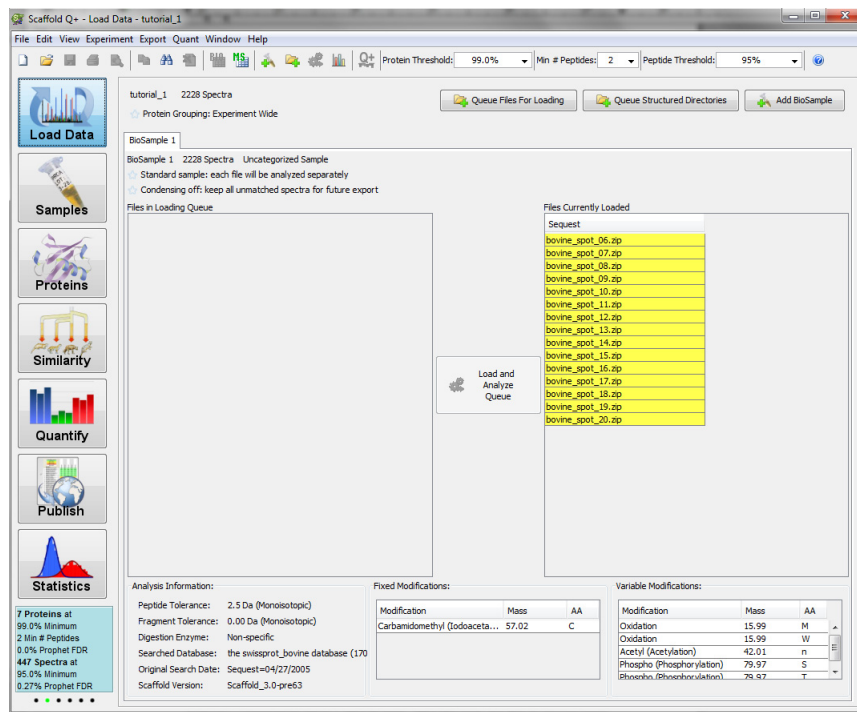 Scaffold Q+ - Load Data - tutorial_1
File Edit View Experiment Export Quant Window Help
Protein Threshold: 99.0% Min # Peptides: 2 Peptide Threshold: 95%
Load Data
Samples
Proteins
Similarity
Quantify
Publish
Statistics
7 Proteins at
99.0% Minimum
2 Min # Peptides
0.0% Prophet FDR
447 Spectra at
95.0% Minimum
0.27% Prophet FDR
tutorial_1 2228 Spectra
Protein Grouping: Experiment Wide
Queue Files For Loading Queue Structured Directories Add BioSample
BioSample 1
BioSample 1 2228 Spectra Uncategorized Sample
Standard sample: each file will be analyzed separately
Condensing off: keep all unmatched spectra for future export
Files in Loading Queue
Load and
Analyze
Queue
Files Currently Loaded
Sequest
bovine_spot_06.zip
bovine_spot_07.zip
bovine_spot_08.zip
bovine_spot_09.zip
bovine_spot_10.zip
bovine_spot_11.zip
bovine_spot_12.zip
bovine_spot_13.zip
bovine_spot_14.zip
bovine_spot_15.zip
bovine_spot_16.zip
bovine_spot_17.zip
bovine_spot_18.zip
bovine_spot_19.zip
bovine_spot_20.zip
Analysis Information:
Peptide Tolerance: 2.5 Da (Monoisotopic)
Fragment Tolerance: 0.00 Da (Monoisotopic)
Digestion Enzyme: Non-specific
Searched Database: the swissprot_bovine database (170
Original Search Date: Sequest=04/27/2005
Scaffold Version: Scaffold_3.0-pre63
Fixed Modifications:
Modification Mass AA
Carbamidomethyl (Iodoaceta... 57.02 C
Variable Modifications:
Modification Mass AA
Oxidation 15.99 M
Oxidation 15.99 W
Acetyl (Acetylation) 42.01 n
Phospho (Phosphorylation) 79.97 S
Phospho (Phosphorylation) 79.97 T